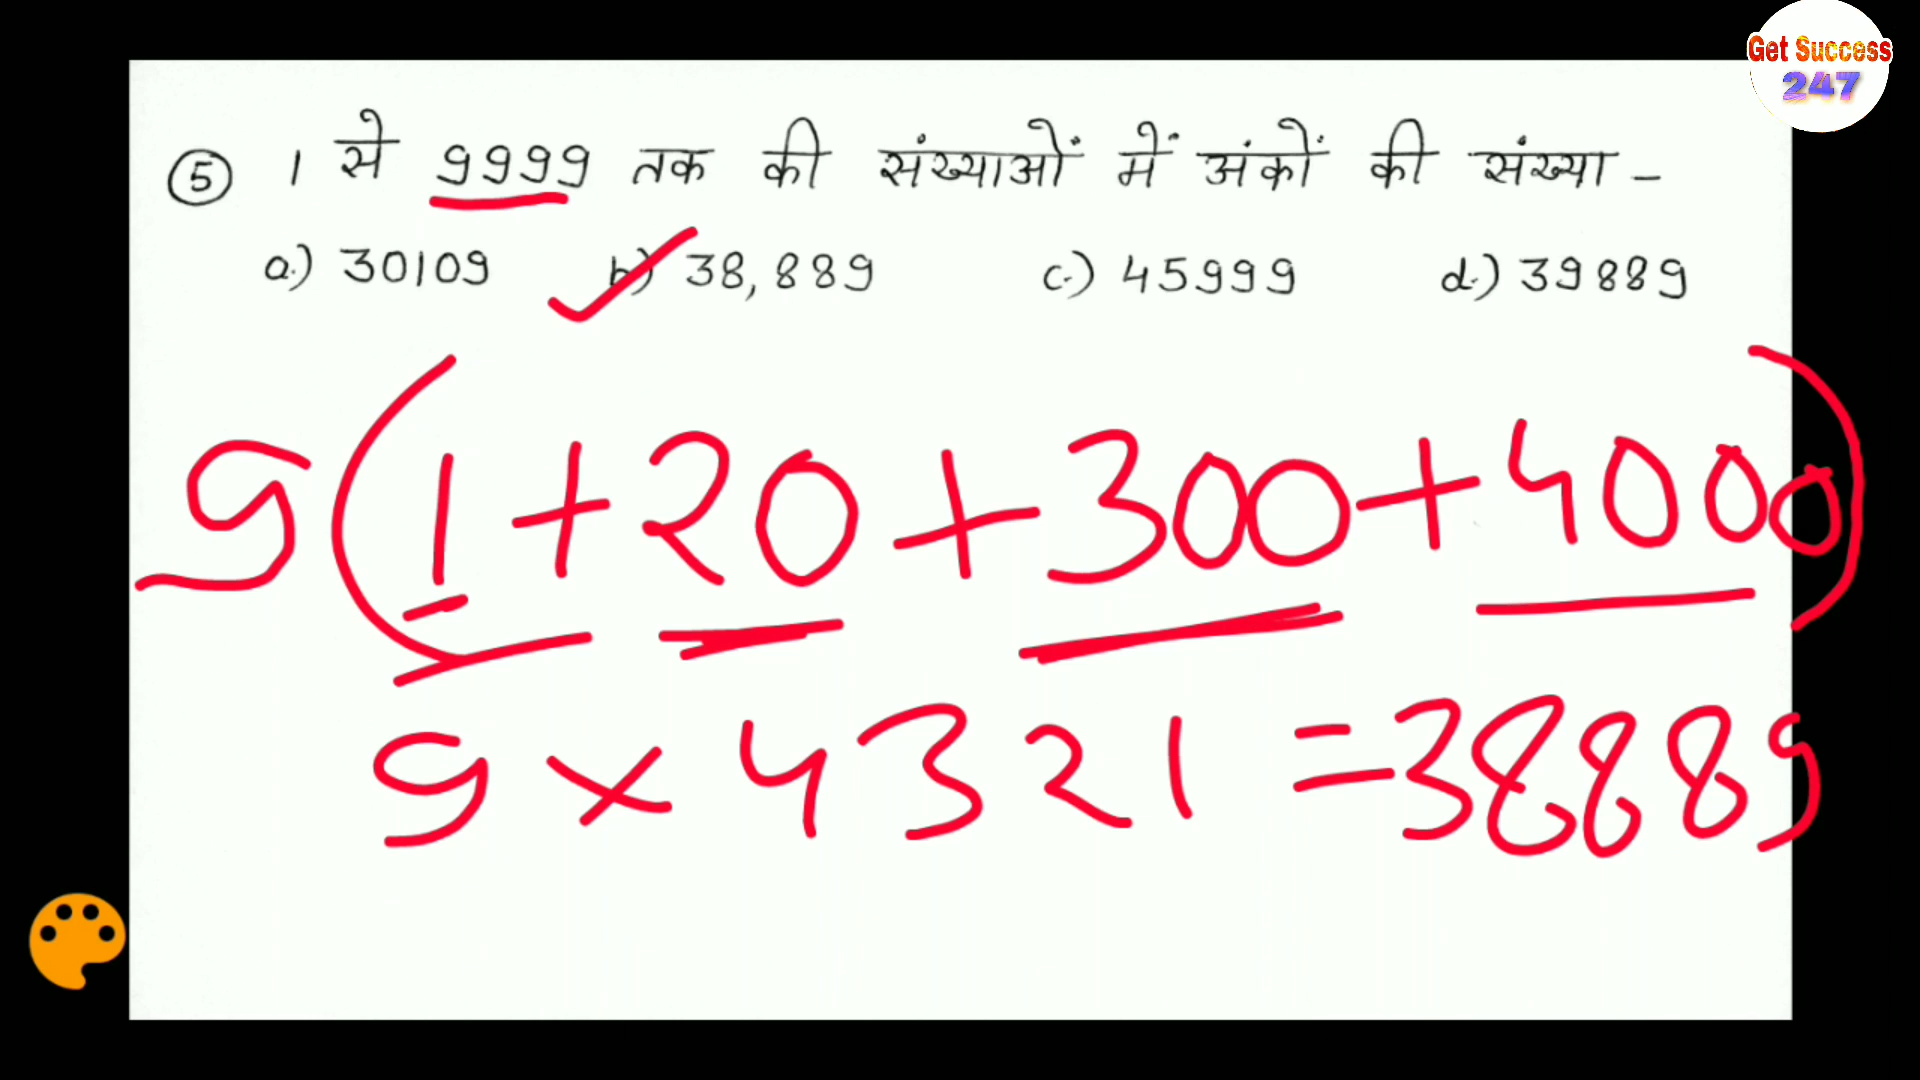 Get Success
247
⑤ 1 से 9999 तक की संख्याओं में अंकों की संख्या -
a.) 30109 b) 38,889 c.) 45999 d.) 39889
9(1+20+300+4000)
9×4321=38889